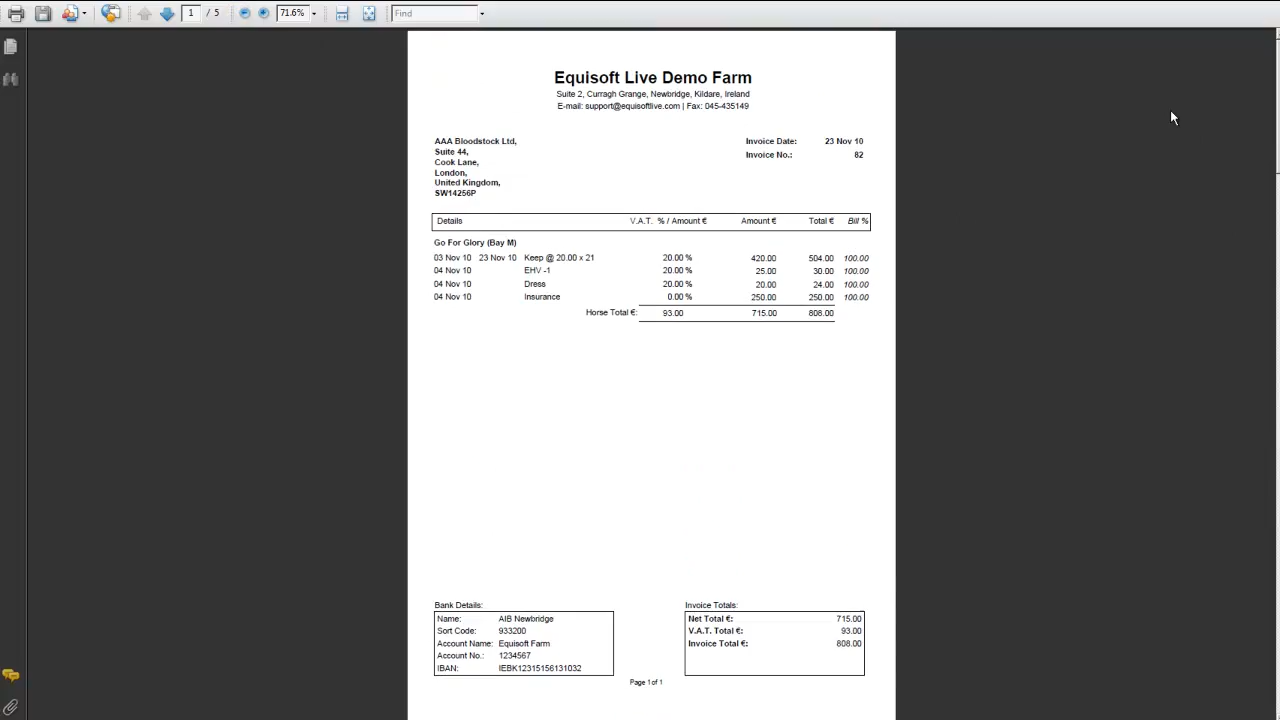 1 / 5 71.6% Find
Equisoft Live Demo Farm
Suite 2, Curragh Grange, Newbridge, Kildare, Ireland
E-mail: support@equisoftlive.com | Fax: 045-435149
AAA Bloodstock Ltd,
Suite 44,
Cook Lane,
London,
United Kingdom,
SW14256P
Invoice Date: 23 Nov 10
Invoice No.: 82
Details V.A.T. % / Amount € Amount € Total € Bill %
Go For Glory (Bay M)
03 Nov 10 23 Nov 10 Keep @ 20.00 x 21 20.00 % 420.00 504.00 100.00
04 Nov 10 EHV -1 20.00 % 25.00 30.00 100.00
04 Nov 10 Dress 20.00 % 20.00 24.00 100.00
04 Nov 10 Insurance 0.00 % 250.00 250.00 100.00
Horse Total €: 93.00 715.00 808.00
Bank Details:
Name: AIB Newbridge
Sort Code: 933200
Account Name: Equisoft Farm
Account No.: 1234567
IBAN: IEBK12315156131032
Invoice Totals:
Net Total €: 715.00
V.A.T. Total €: 93.00
Invoice Total €: 808.00
Page 1 of 1